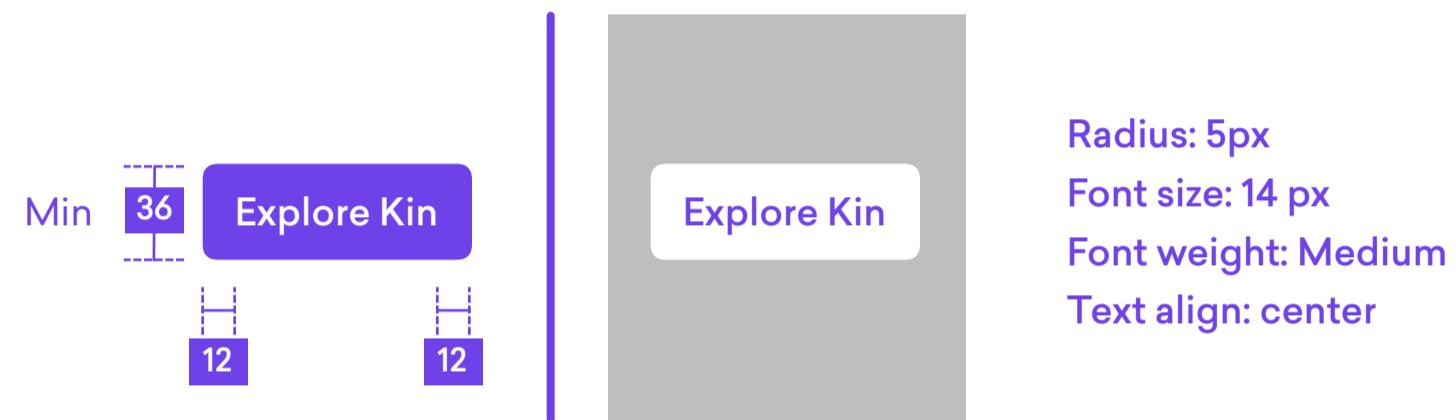 Min
36
Explore Kin
12
12
Explore Kin
Radius: 5px
Font size: 14 px
Font weight: Medium
Text align: center